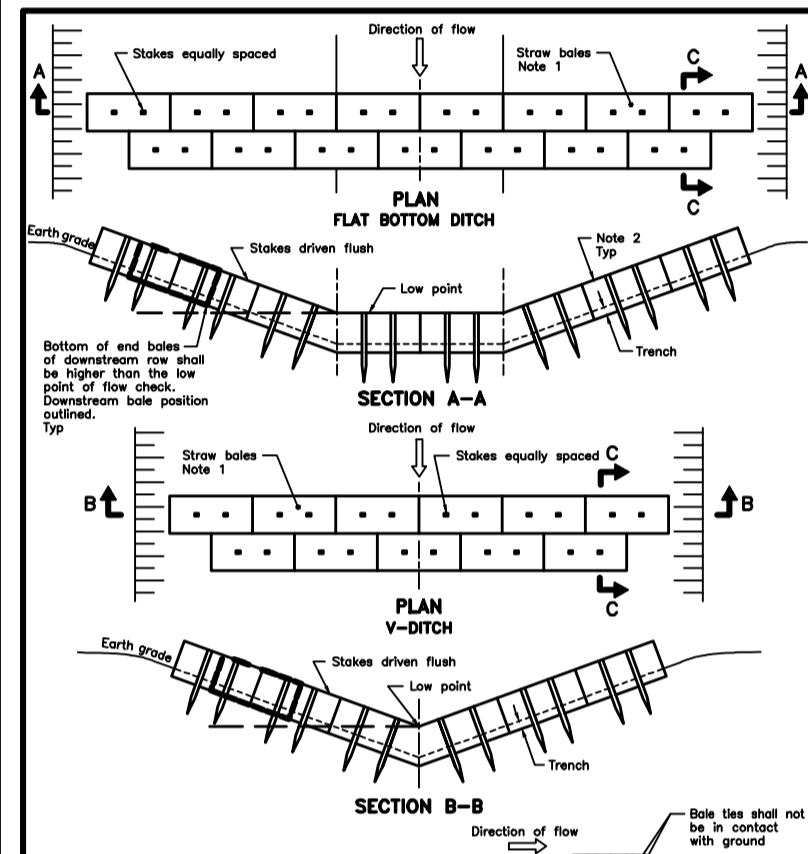 Direction of flow
Stakes equally spaced
Straw bales
Note 1
C
A
A
C
PLAN
FLAT BOTTOM DITCH
Earth grade
Stakes driven flush
Note 2
Typ
Low point
Trench
Bottom of end bales
of downstream row shall
be higher than the low
point of flow check.
Downstream bale position
outlined.
Typ
SECTION A-A
Direction of flow
Straw bales
Note 1
Stakes equally spaced
C
B
B
C
PLAN
V-DITCH
Earth grade
Stakes driven flush
Low point
Trench
SECTION B-B
Direction of flow
Bale ties shall not
be in contact
with ground